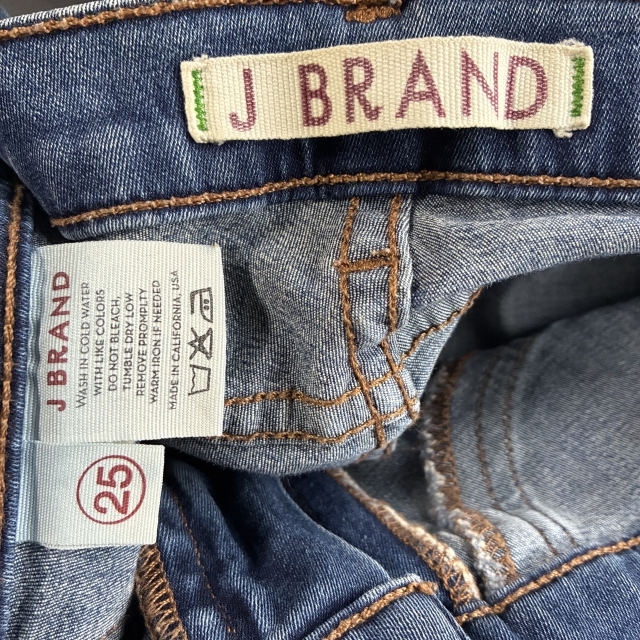 J BRAND
J BRAND
WASH IN COLD WATER
WITH LIKE COLORS
DO NOT BLEACH,
TUMBLE DRY LOW
REMOVE PROMPTLY
WARM IRON IF NEEDED
MADE IN CALIFORNIA, USA
25